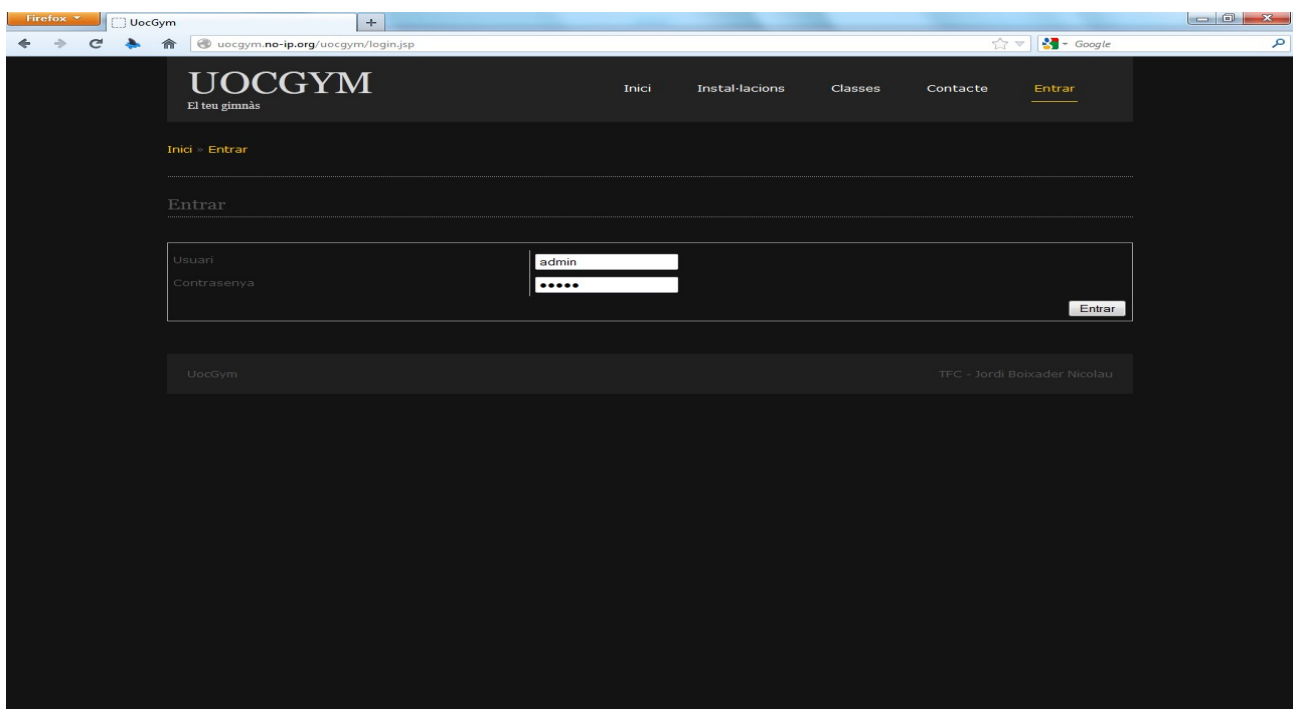 Firefox
UocGym
uocgym.no-ip.org/uocgym/login.jsp
Google
UOCGYM
El teu gimnàs
Inici Instal·lacions Classes Contacte Entrar
Inici » Entrar
Entrar
Usuari admin
Contrasenya •••••
Entrar
UocGym TFC - Jordi Boixader Nicolau